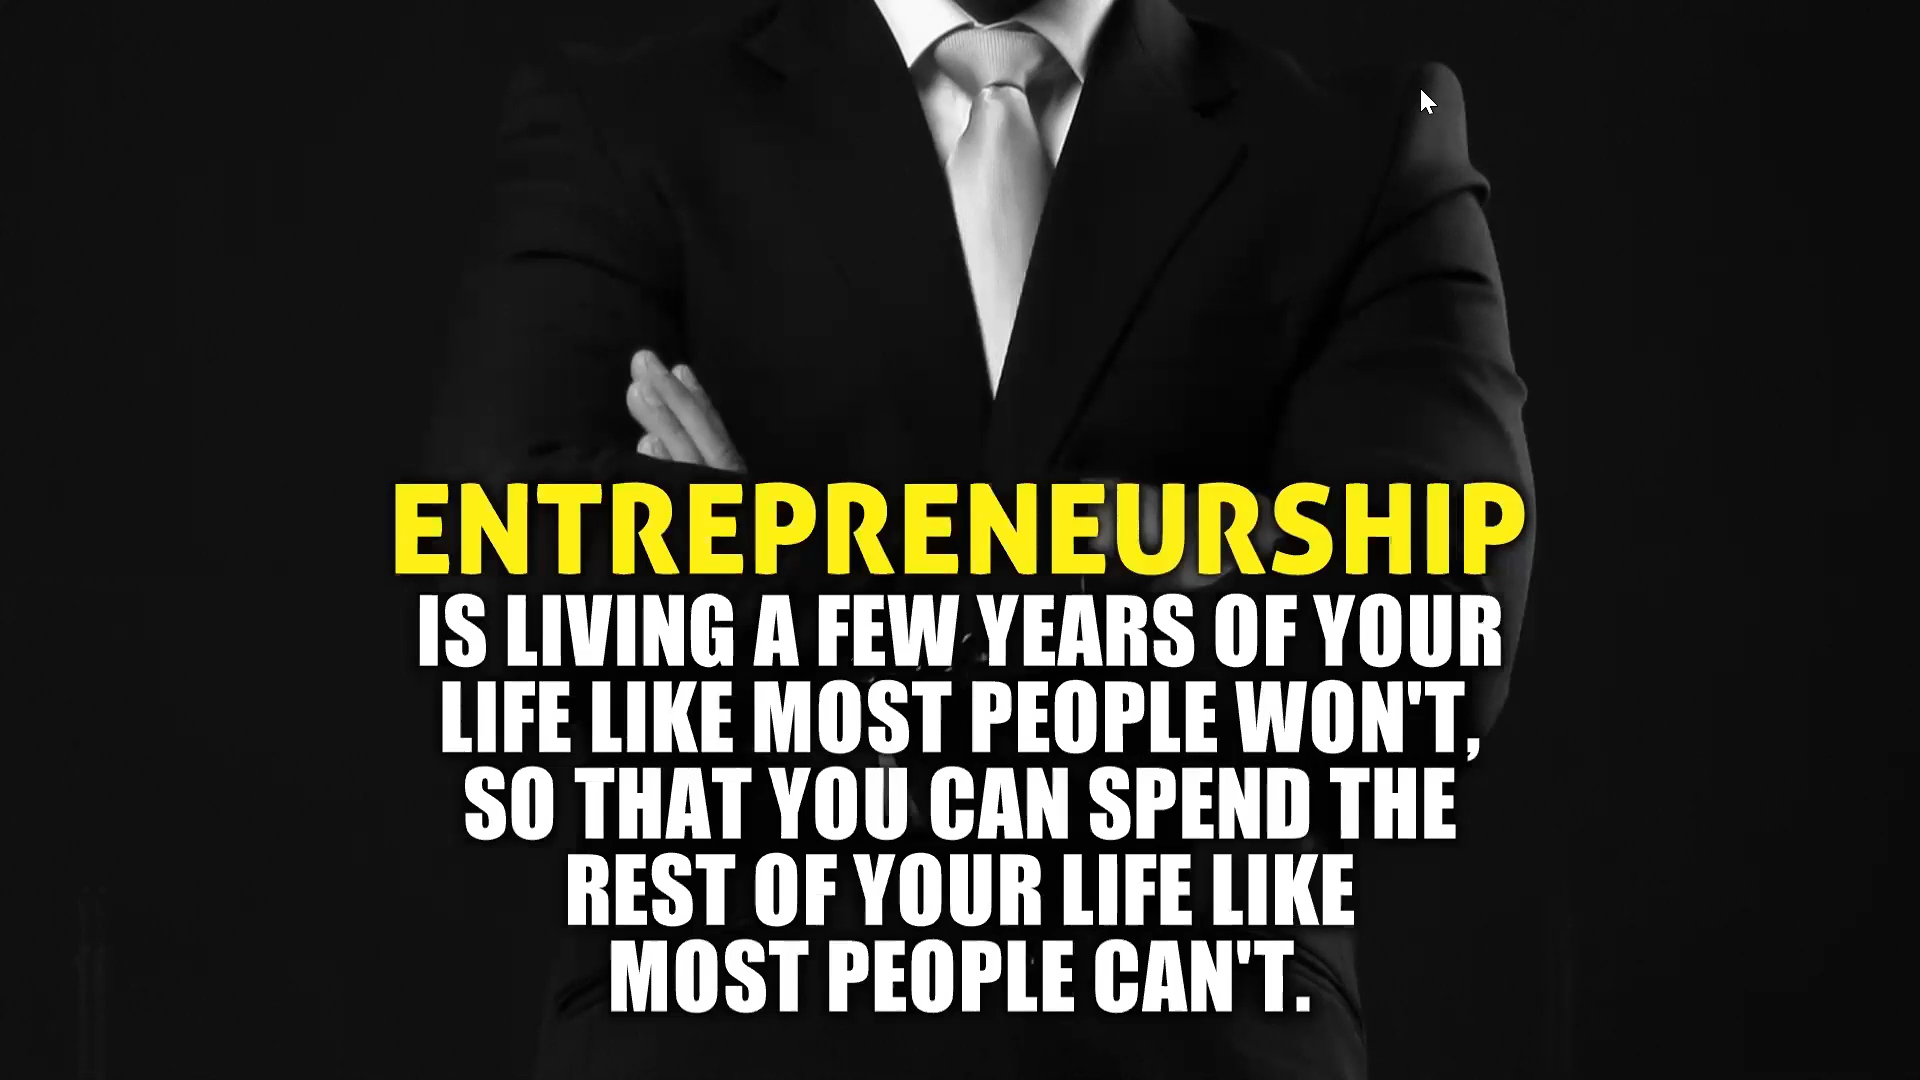 ENTREPRENEURSHIP
IS LIVING A FEW YEARS OF YOUR
LIFE LIKE MOST PEOPLE WON'T,
SO THAT YOU CAN SPEND THE
REST OF YOUR LIFE LIKE
MOST PEOPLE CAN'T.